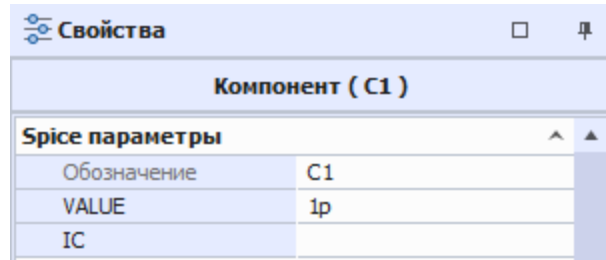 Свойства
Компонент ( C1 )
Spice параметры
Обозначение C1
VALUE 1p
IC